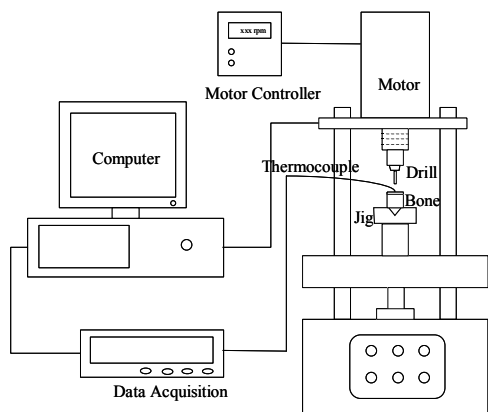 xxx rpm
Motor Controller
Motor
Computer
Thermocouple
Drill
Bone
Jig
Data Acquisition